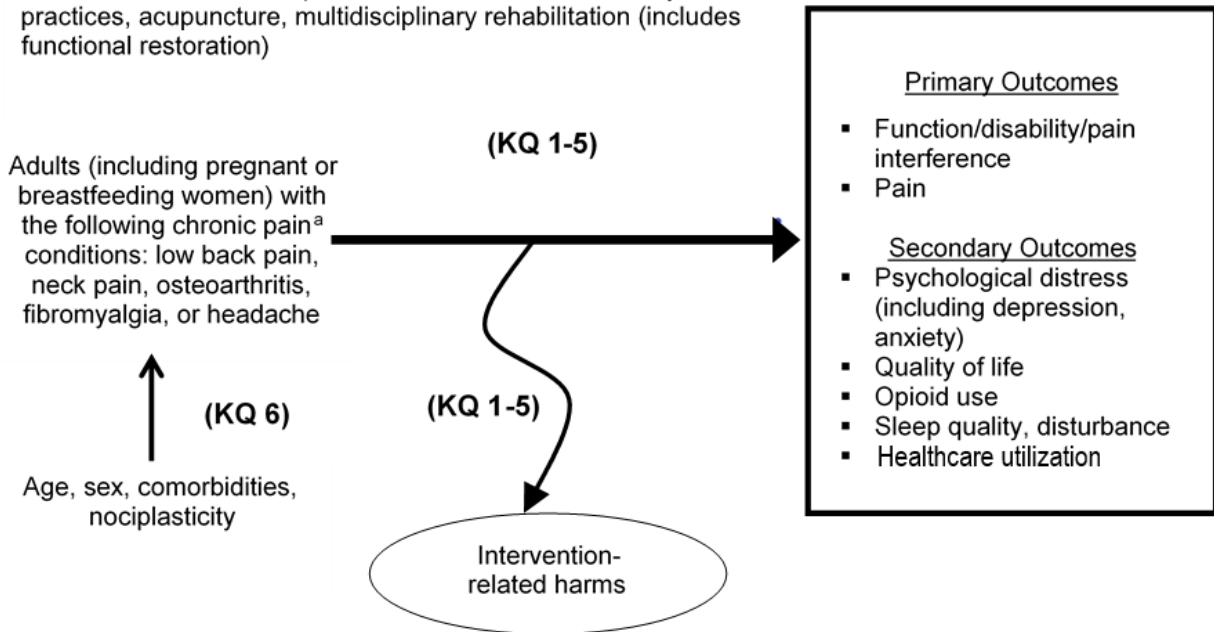 practices, acupuncture, multidisciplinary rehabilitation (includes
functional restoration)
(KQ 1-5)
Adults (including pregnant or
breastfeeding women) with
the following chronic painᵃ
conditions: low back pain,
neck pain, osteoarthritis,
fibromyalgia, or headache
(KQ 6)
Age, sex, comorbidities,
nociplasticity
(KQ 1-5)
Intervention-
related harms
Primary Outcomes
▪ Function/disability/pain
interference
▪ Pain
Secondary Outcomes
▪ Psychological distress
(including depression,
anxiety)
▪ Quality of life
▪ Opioid use
▪ Sleep quality, disturbance
▪ Healthcare utilization